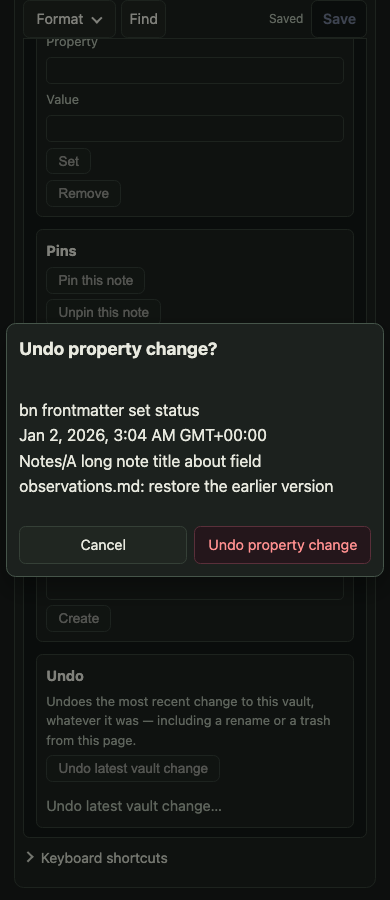 Format
Find
Saved
Save
Property
Value
Set
Remove
Pins
Pin this note
Unpin this note
Undo property change?
bn frontmatter set status
Jan 2, 2026, 3:04 AM GMT+00:00
Notes/A long note title about field
observations.md: restore the earlier version
Cancel
Undo property change
Create
Undo
Undoes the most recent change to this vault,
whatever it was — including a rename or a trash
from this page.
Undo latest vault change
Undo latest vault change...
Keyboard shortcuts